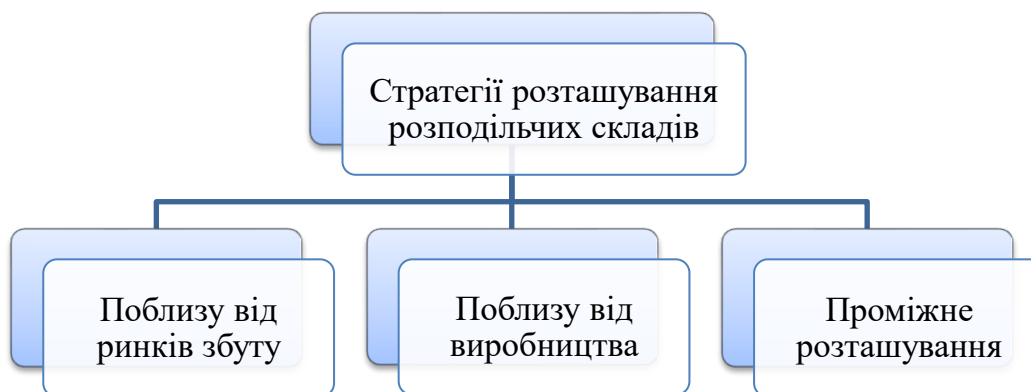 Стратегії розташування
розподільчих складів
Поблизу від
ринків збуту
Поблизу від
виробництва
Проміжне
розташування